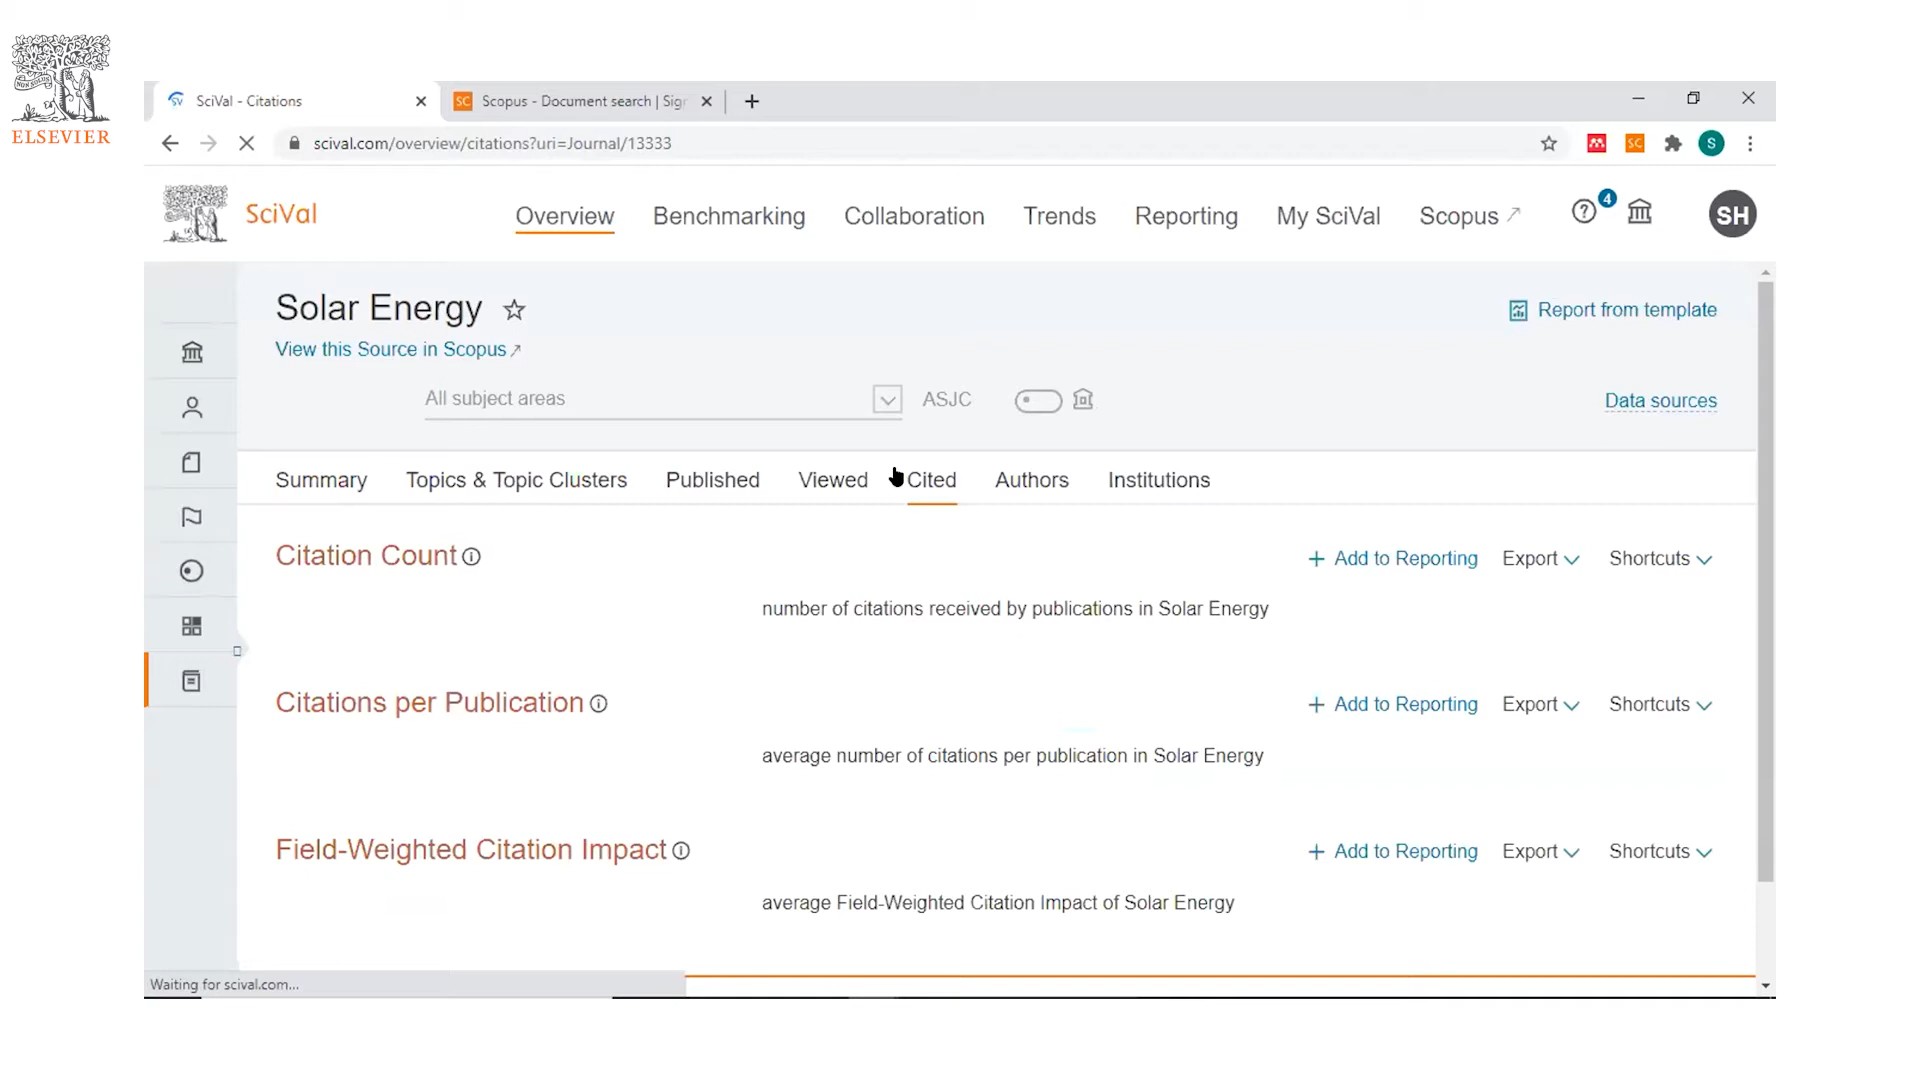 ELSEVIER
SciVal - Citations
SC Scopus - Document search | Sig
scival.com/overview/citations?uri=Journal/13333
SC
S
SciVal
Overview Benchmarking Collaboration Trends Reporting My SciVal Scopus
4
SH
Solar Energy
Report from template
View this Source in Scopus
All subject areas
ASJC
Data sources
Summary Topics & Topic Clusters Published Viewed Cited Authors Institutions
Citation Count
+ Add to Reporting Export Shortcuts
number of citations received by publications in Solar Energy
Citations per Publication
+ Add to Reporting Export Shortcuts
average number of citations per publication in Solar Energy
Field-Weighted Citation Impact
+ Add to Reporting Export Shortcuts
average Field-Weighted Citation Impact of Solar Energy
Waiting for scival.com...